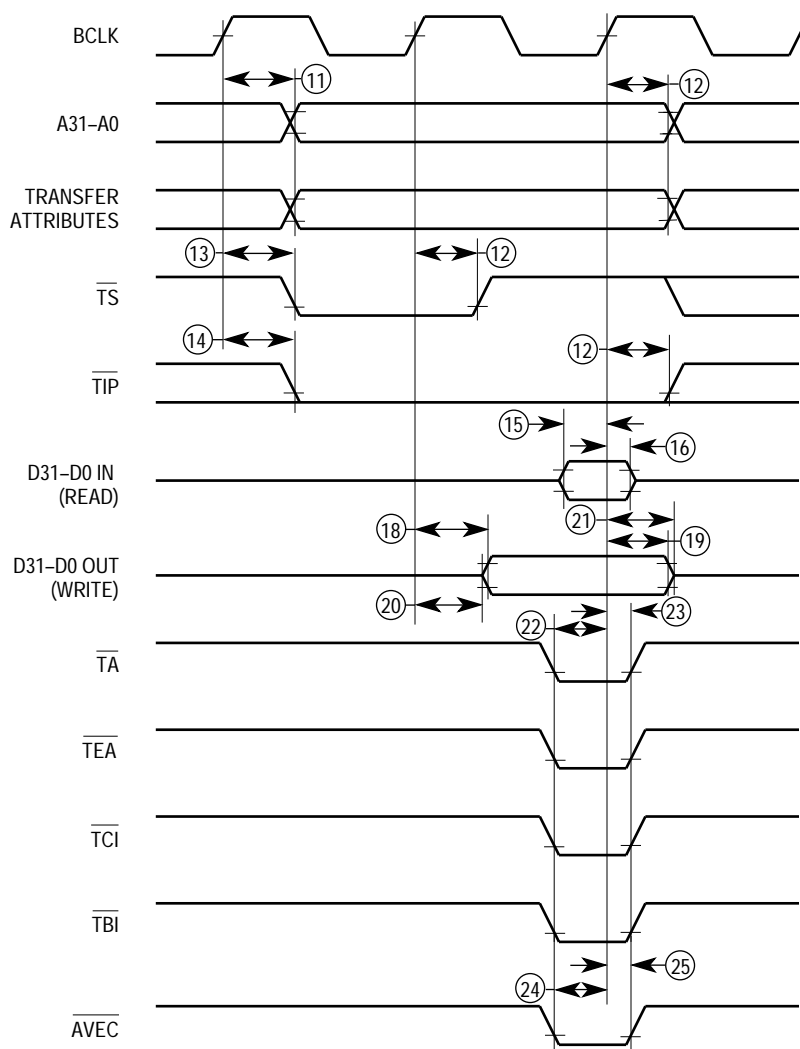 BCLK
11
12
A31–A0
TRANSFER
ATTRIBUTES
13
12
TS
14
12
TIP
15
16
D31–D0 IN
(READ)
18
21
19
D31–D0 OUT
(WRITE)
20
22
23
TA
TEA
TCI
TBI
25
24
AVEC